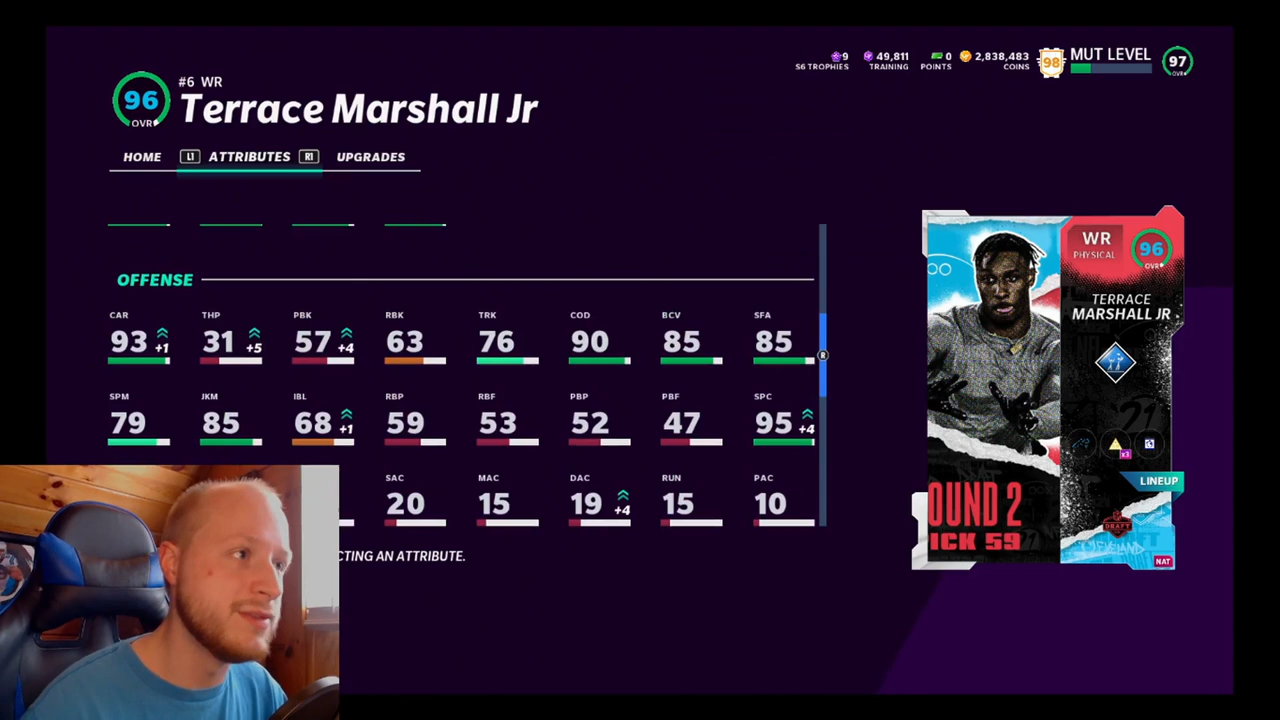 9
S6 TROPHIES
49,811
TRAINING
0
POINTS
2,838,483
COINS
98
MUT LEVEL
97
OVR
96
OVR
#6 WR
Terrace Marshall Jr
HOME
L1
ATTRIBUTES
R1
UPGRADES
OFFENSE
CAR THP PBK RBK TRK COD BCV SFA
93 +1 31 +5 57 +4 63 76 90 85 85
SPM JKM IBL RBP RBF PBP PBF SPC
79 85 68 +1 59 53 52 47 95 +4
SAC MAC DAC RUN PAC
20 15 19 +4 15 10
R
CTING AN ATTRIBUTE.
WR
PHYSICAL
96
OVR
TERRACE
MARSHALL JR
x3
LINEUP
OUND 2
ICK 59
DRAFT
CLEVELAND
NAT